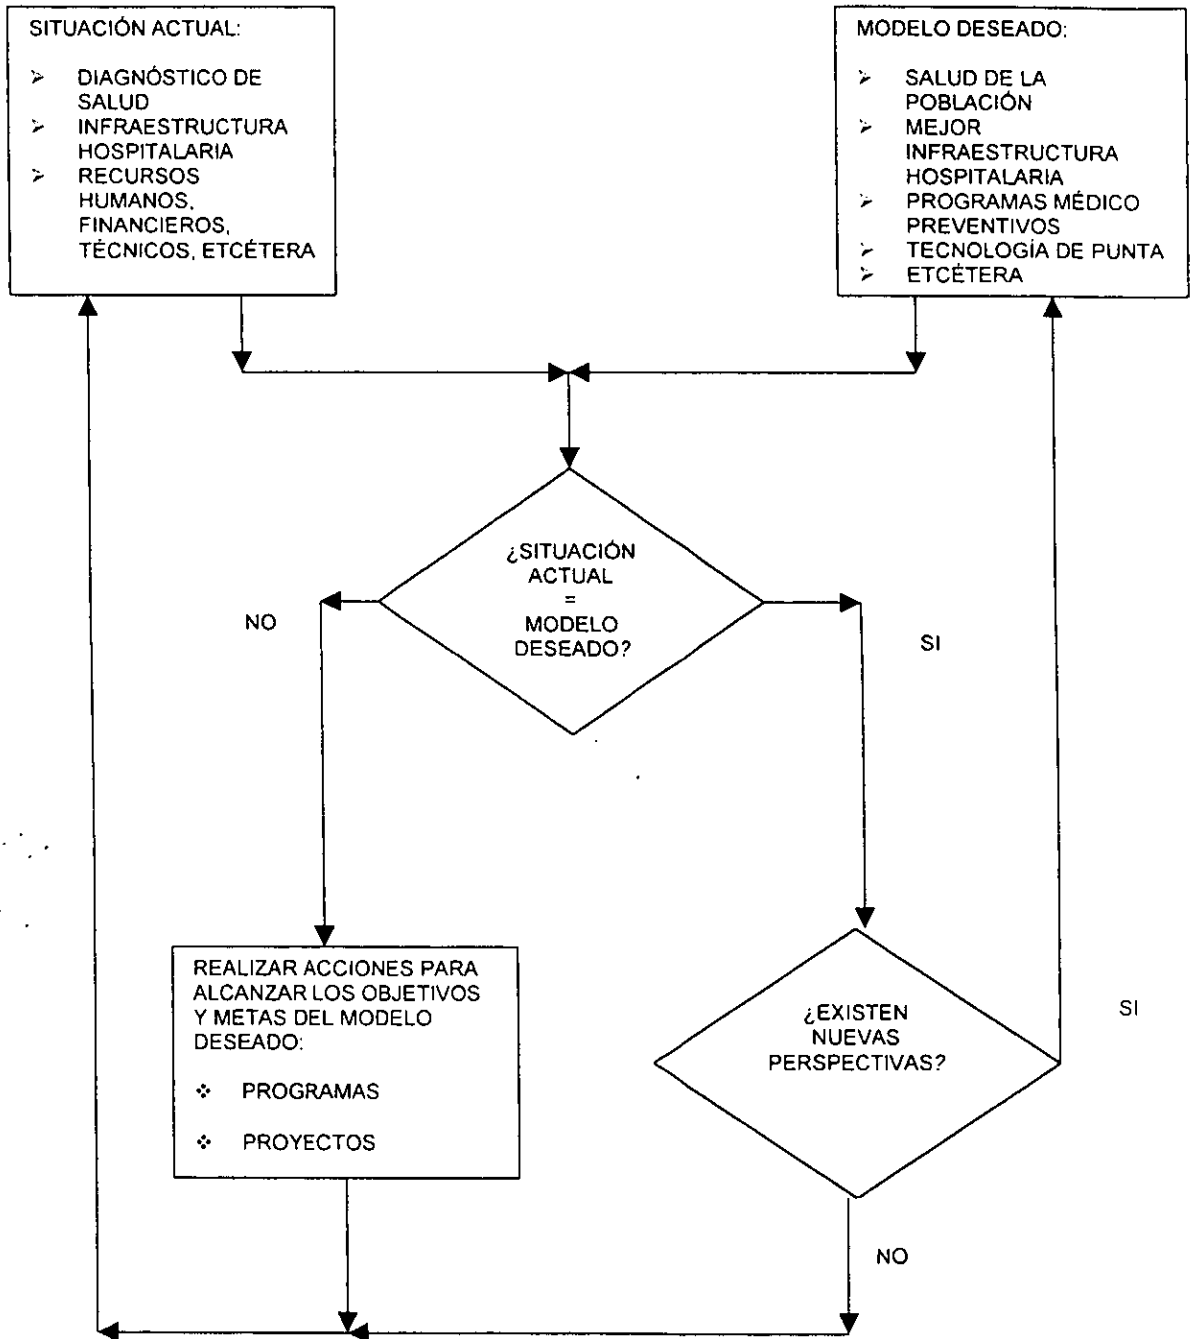 SITUACIÓN ACTUAL:
➢ DIAGNÓSTICO DE
SALUD
➢ INFRAESTRUCTURA
HOSPITALARIA
➢ RECURSOS
HUMANOS,
FINANCIEROS,
TÉCNICOS, ETCÉTERA
MODELO DESEADO:
➢ SALUD DE LA
POBLACIÓN
➢ MEJOR
INFRAESTRUCTURA
HOSPITALARIA
➢ PROGRAMAS MÉDICO
PREVENTIVOS
➢ TECNOLOGÍA DE PUNTA
➢ ETCÉTERA
¿SITUACIÓN
ACTUAL
=
MODELO
DESEADO?
NO
SI
REALIZAR ACCIONES PARA
ALCANZAR LOS OBJETIVOS
Y METAS DEL MODELO
DESEADO:
❖ PROGRAMAS
❖ PROYECTOS
¿EXISTEN
NUEVAS
PERSPECTIVAS?
SI
NO